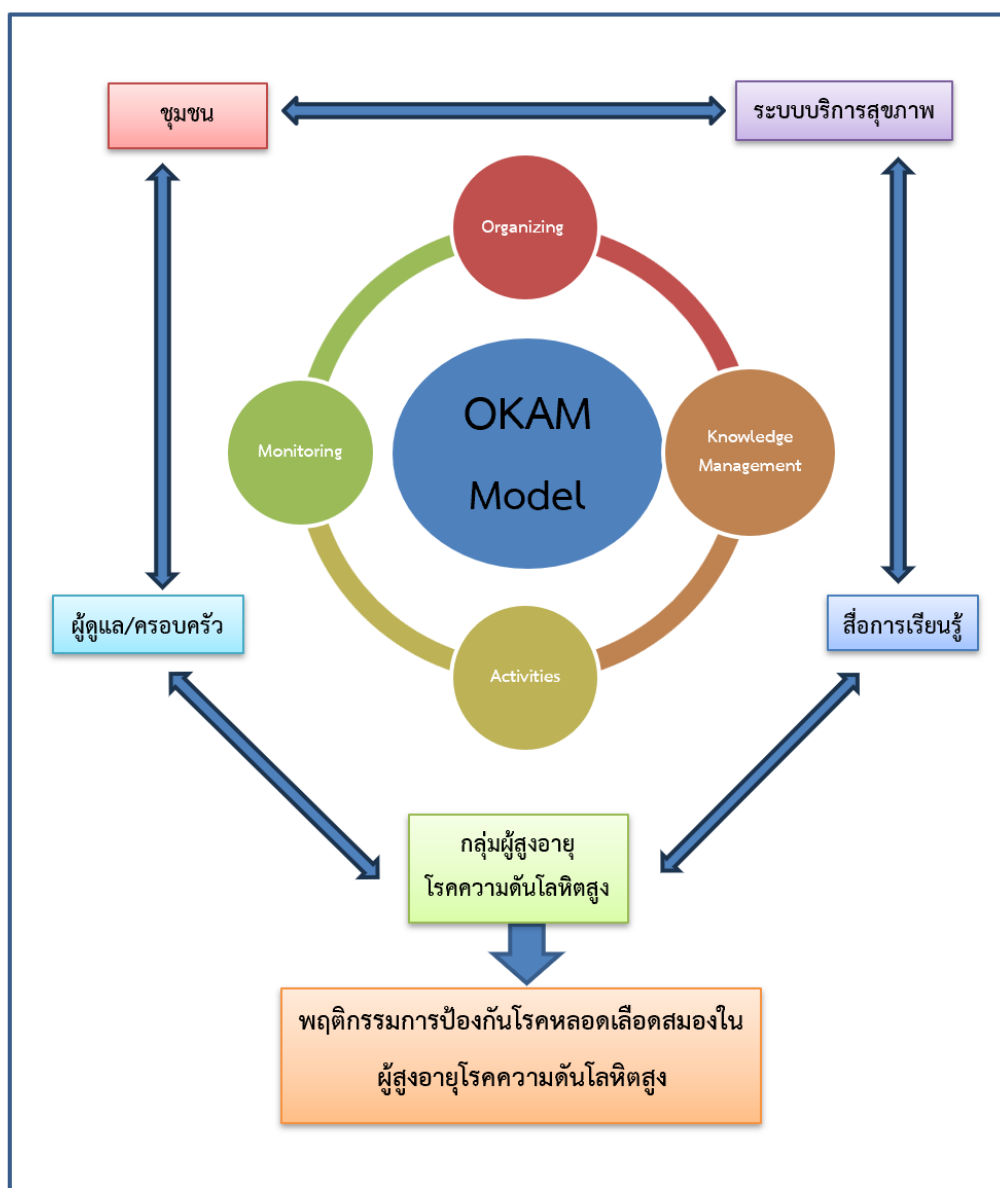 ชุมชน
ระบบบริการสุขภาพ
Organizing
OKAM
Model
Monitoring
Knowledge
Management
ผู้ดูแล/ครอบครัว
สื่อการเรียนรู้
Activities
กลุ่มผู้สูงอายุ
โรคความดันโลหิตสูง
พฤติกรรมการป้องกันโรคหลอดเลือดสมองใน
ผู้สูงอายุโรคความดันโลหิตสูง